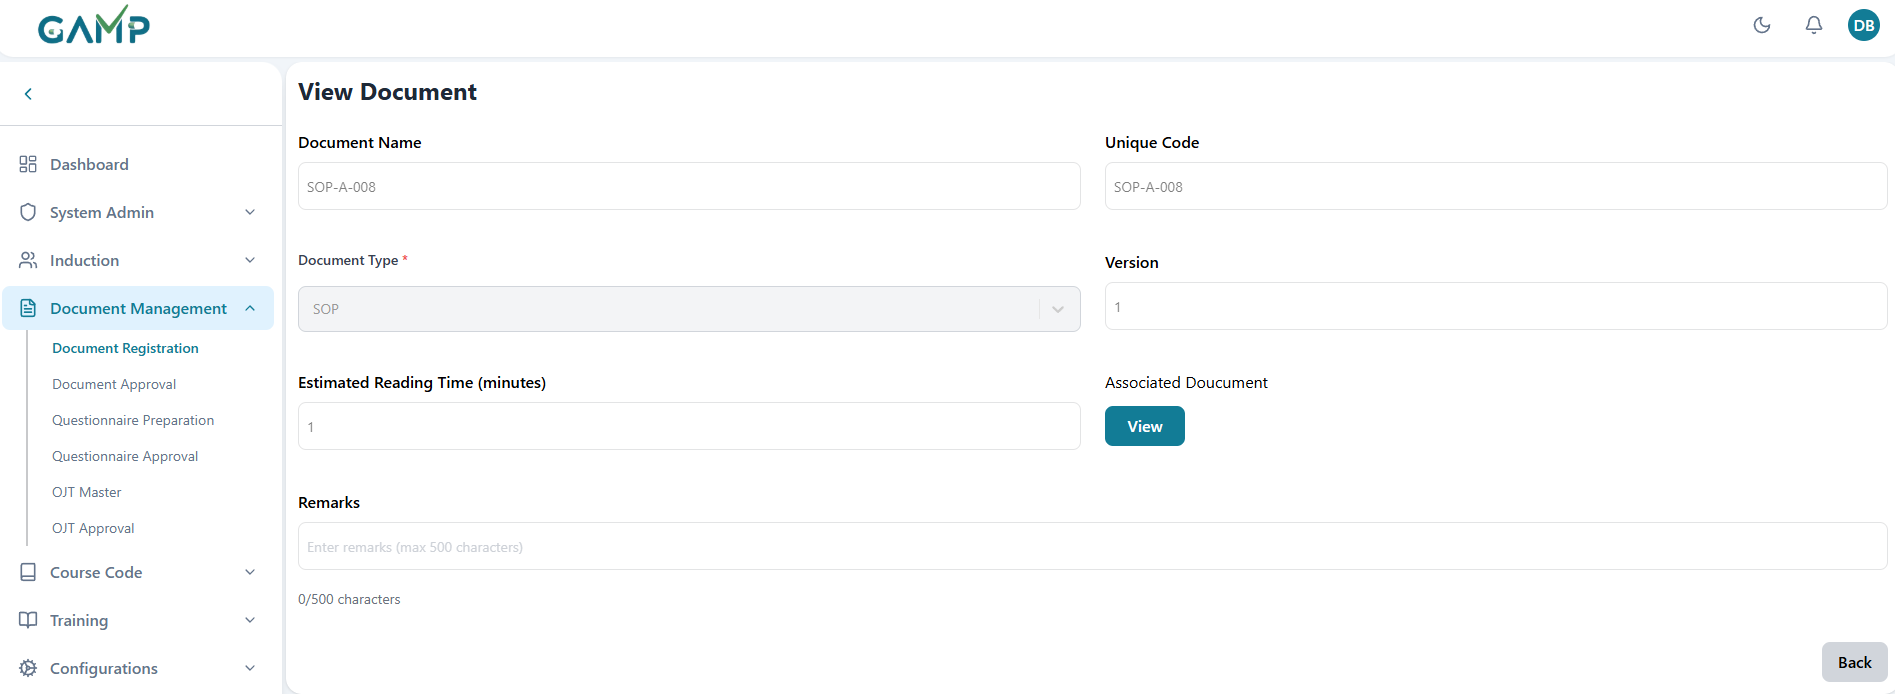 GAMP
DB
View Document
Dashboard
System Admin
Induction
Document Management
Document Registration
Document Approval
Questionnaire Preparation
Questionnaire Approval
OJT Master
OJT Approval
Course Code
Training
Configurations
Document Name
SOP-A-008
Unique Code
SOP-A-008
Document Type *
SOP
Version
1
Estimated Reading Time (minutes)
1
Associated Doucument
View
Remarks
Enter remarks (max 500 characters)
0/500 characters
Back